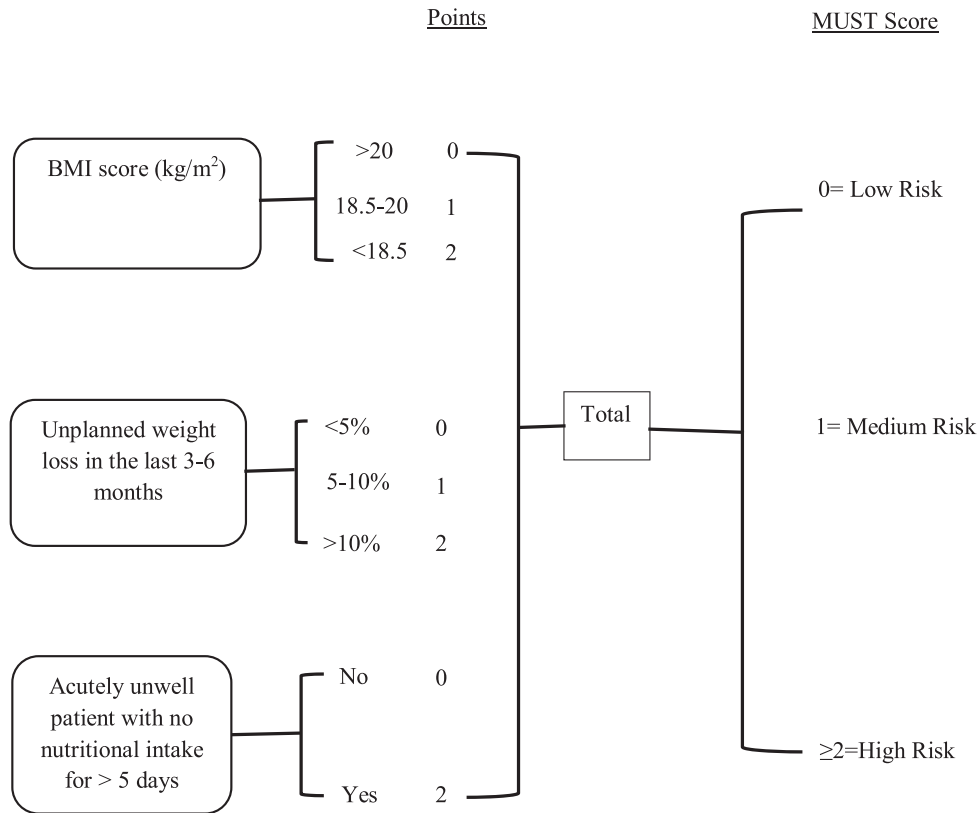 Points
MUST Score
BMI score (kg/m²)
>20 0
18.5-20 1
<18.5 2
Unplanned weight
loss in the last 3-6
months
<5% 0
5-10% 1
>10% 2
Acutely unwell
patient with no
nutritional intake
for > 5 days
No 0
Yes 2
Total
0= Low Risk
1= Medium Risk
≥2=High Risk